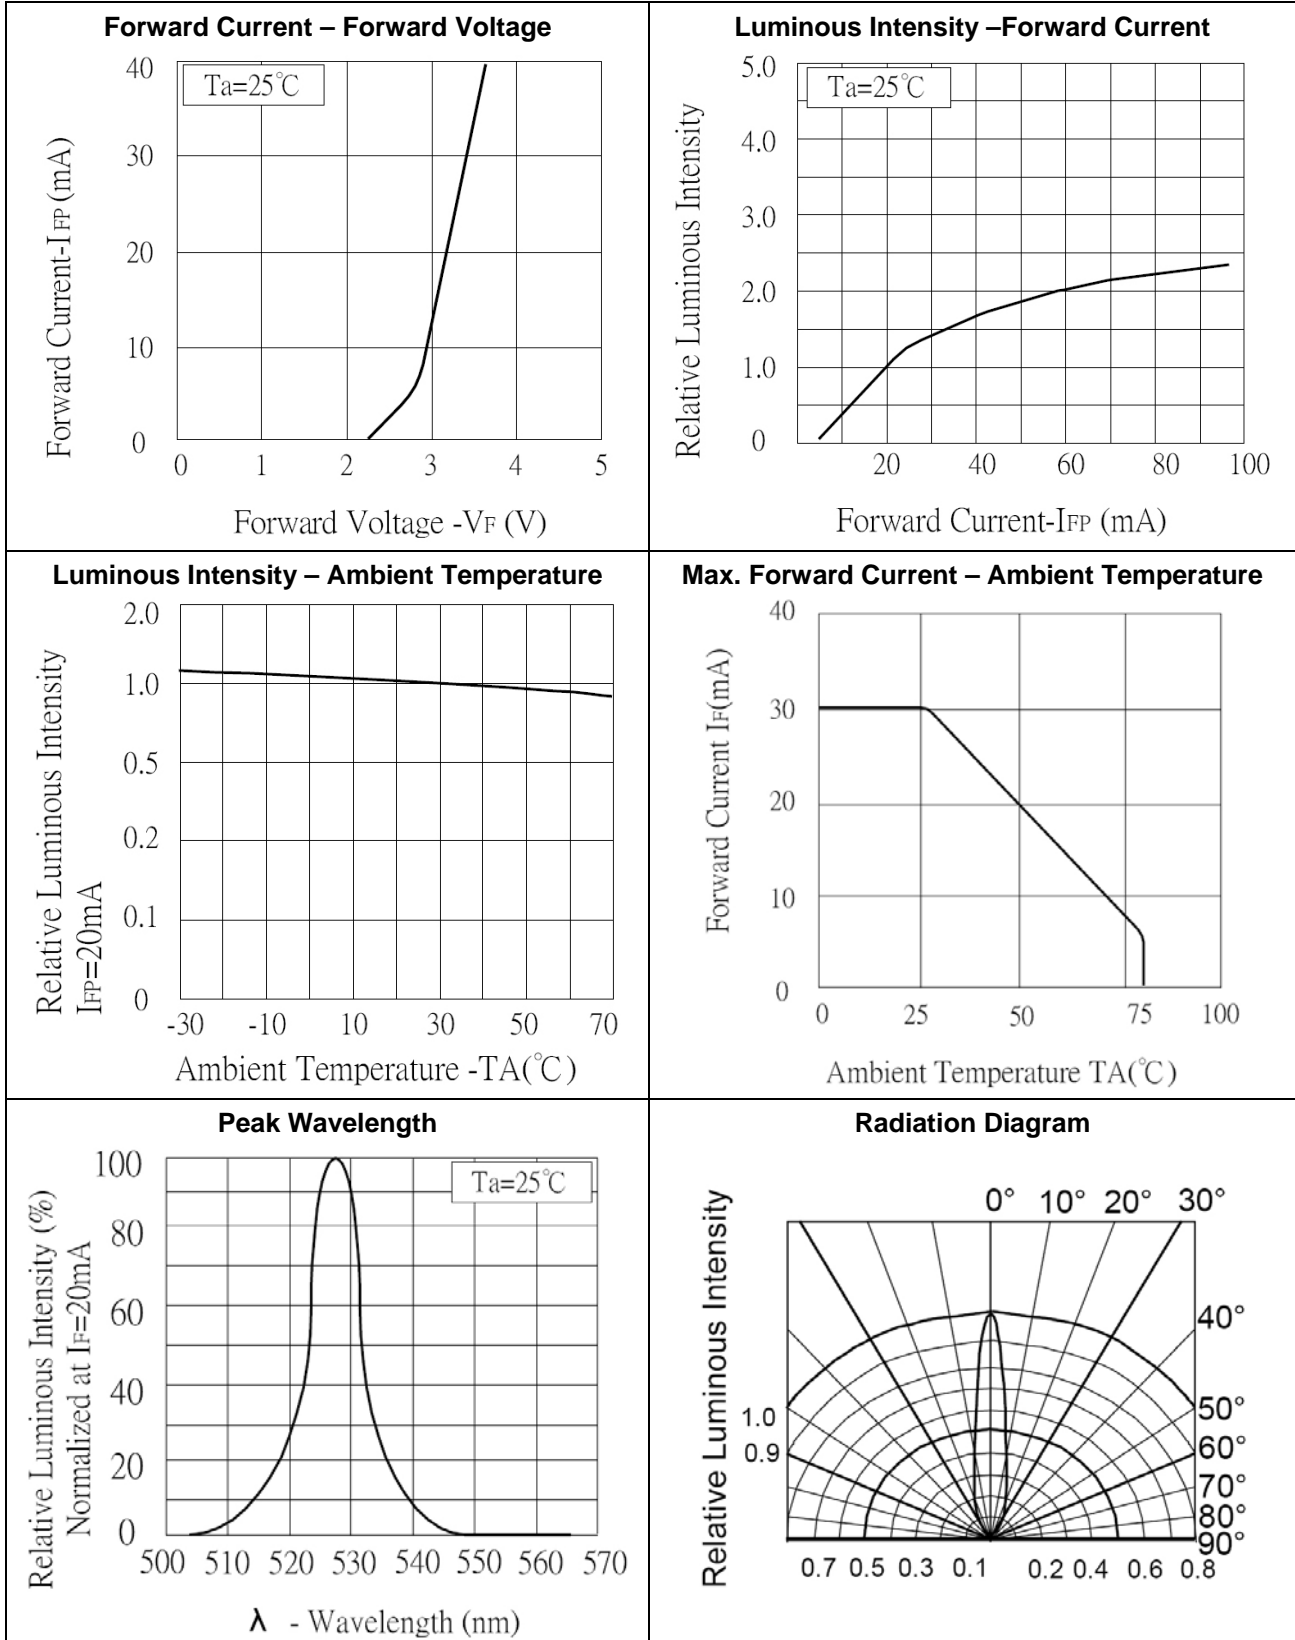 Forward Current – Forward Voltage
Ta=25℃
40
30
20
10
0
0 1 2 3 4 5
Forward Current-IFP (mA)
Forward Voltage -VF (V)
Luminous Intensity –Forward Current
Ta=25℃
5.0
4.0
3.0
2.0
1.0
0
20 40 60 80 100
Relative Luminous Intensity
Forward Current-IFP (mA)
Luminous Intensity – Ambient Temperature
2.0
1.0
0.5
0.2
0.1
0
-30 -10 10 30 50 70
Relative Luminous Intensity
IFP=20mA
Ambient Temperature -TA(℃)
Max. Forward Current – Ambient Temperature
40
30
20
10
0
0 25 50 75 100
Forward Current IF(mA)
Ambient Temperature TA(℃)
Peak Wavelength
Ta=25℃
100
80
60
40
20
0
500 510 520 530 540 550 560 570
Relative Luminous Intensity (%)
Normalized at IF=20mA
λ - Wavelength (nm)
Radiation Diagram
0° 10° 20° 30°
40°
50°
60°
70°
80°
90°
1.0
0.9
0.7 0.5 0.3 0.1 0.2 0.4 0.6 0.8
Relative Luminous Intensity